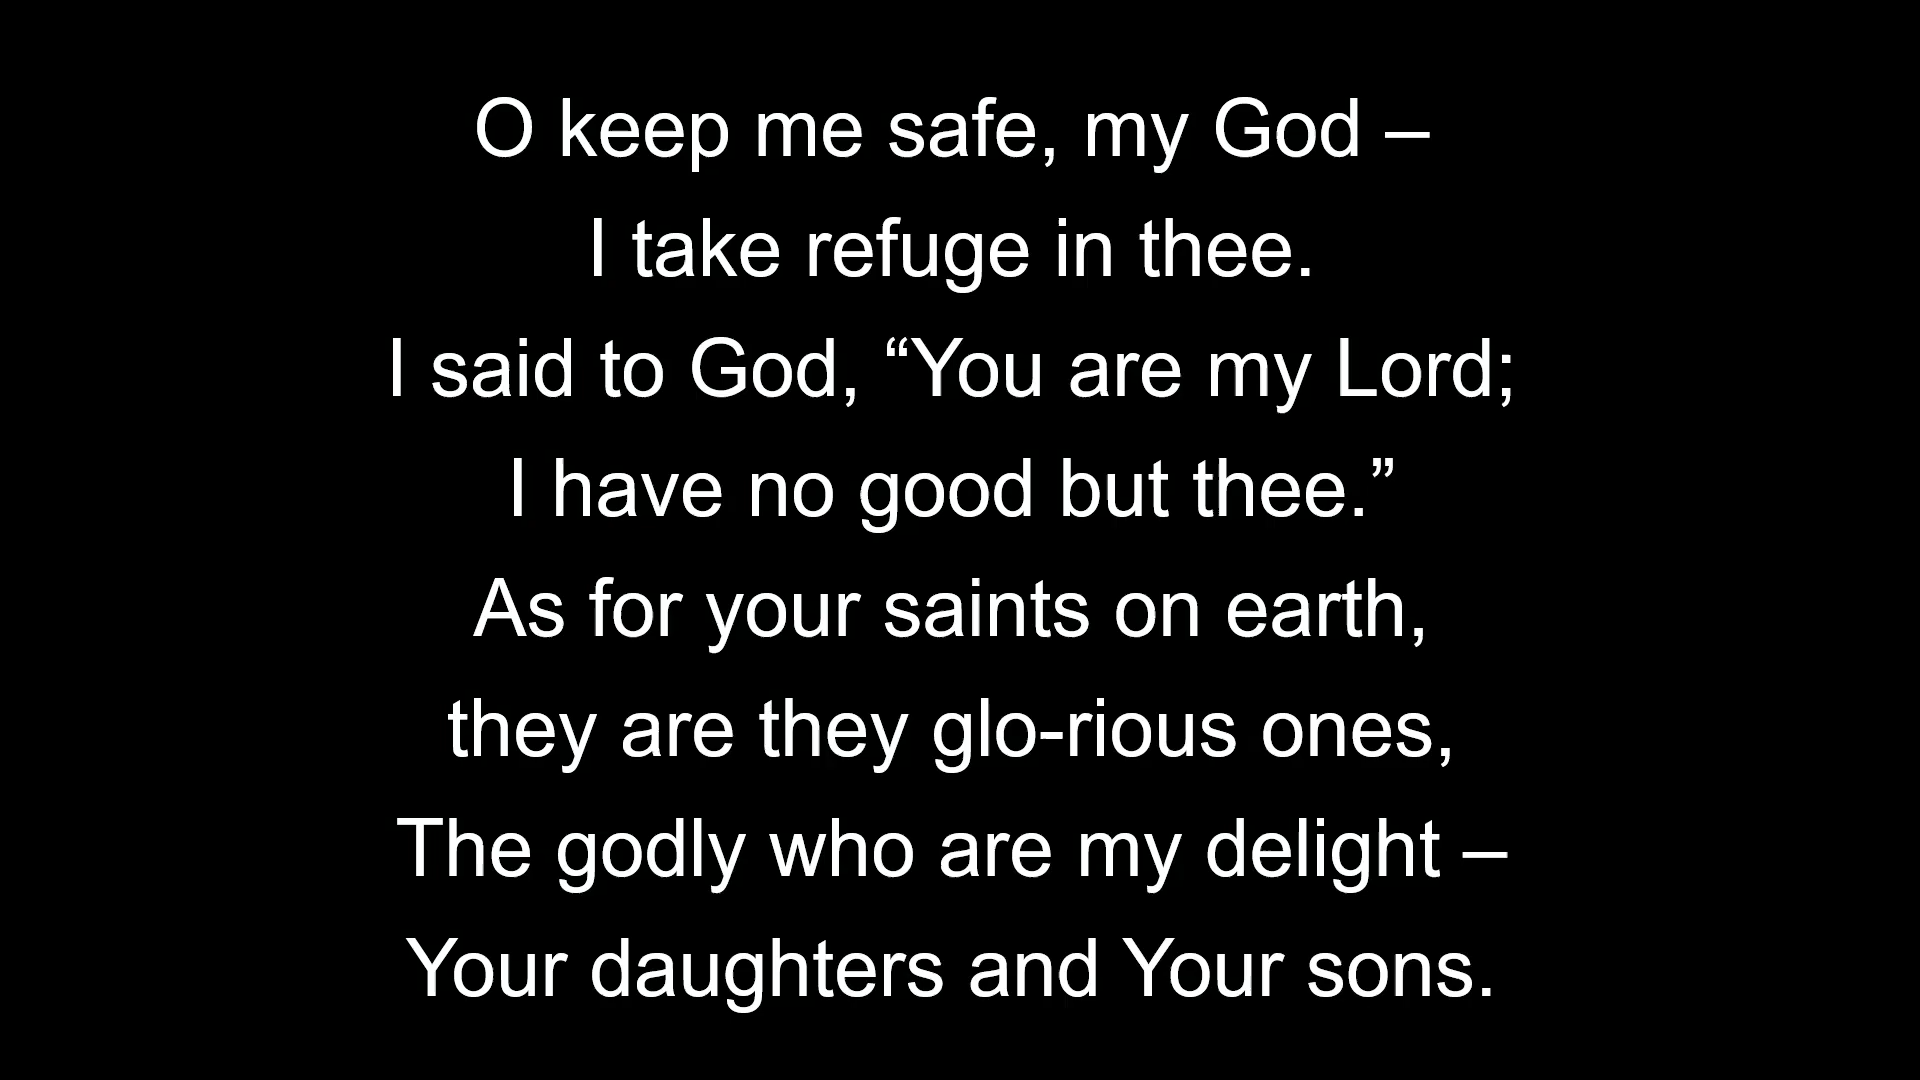 O keep me safe, my God –
I take refuge in thee.
I said to God, “You are my Lord;
I have no good but thee.”
As for your saints on earth,
they are they glo-rious ones,
The godly who are my delight –
Your daughters and Your sons.